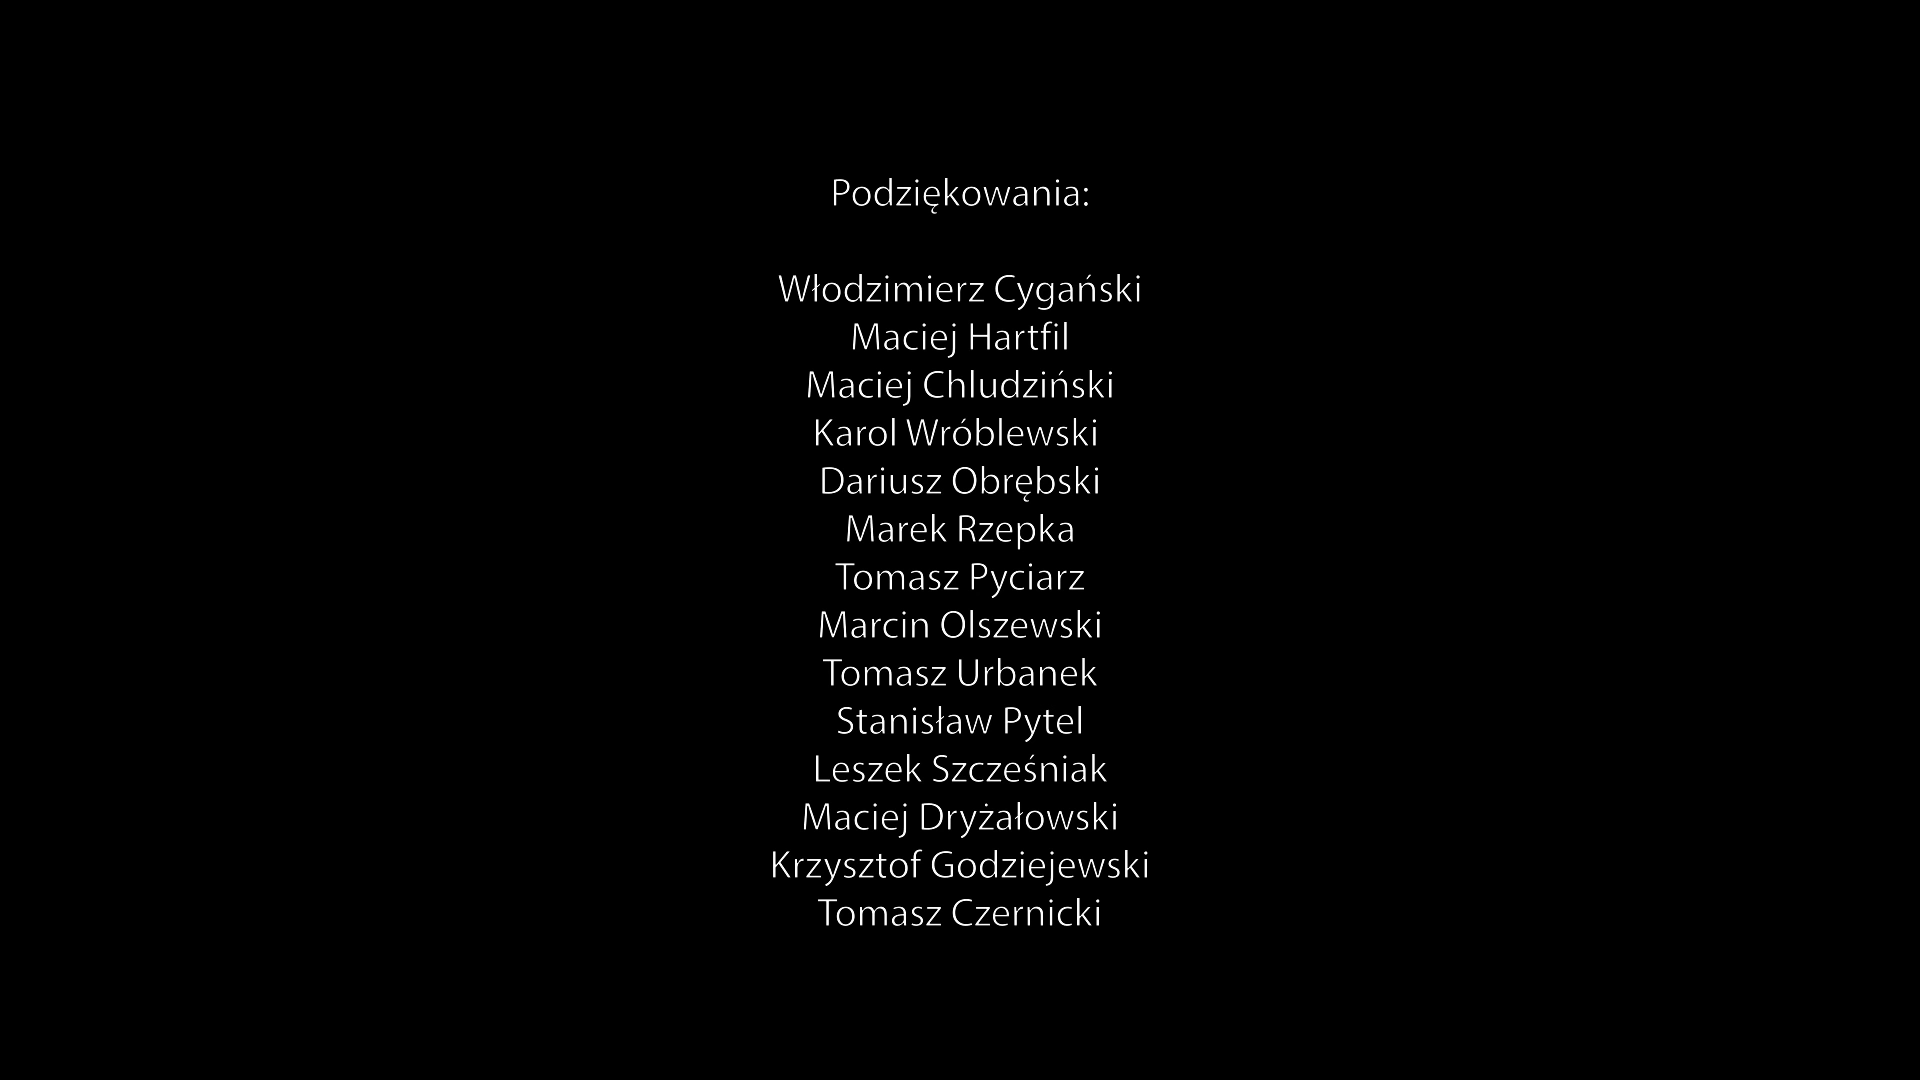 Podziękowania:
Włodzimierz Cygański
Maciej Hartfil
Maciej Chludziński
Karol Wróblewski
Dariusz Obrębski
Marek Rzepka
Tomasz Pyciarz
Marcin Olszewski
Tomasz Urbanek
Stanisław Pytel
Leszek Szcześniak
Maciej Dryżałowski
Krzysztof Godziejewski
Tomasz Czernicki